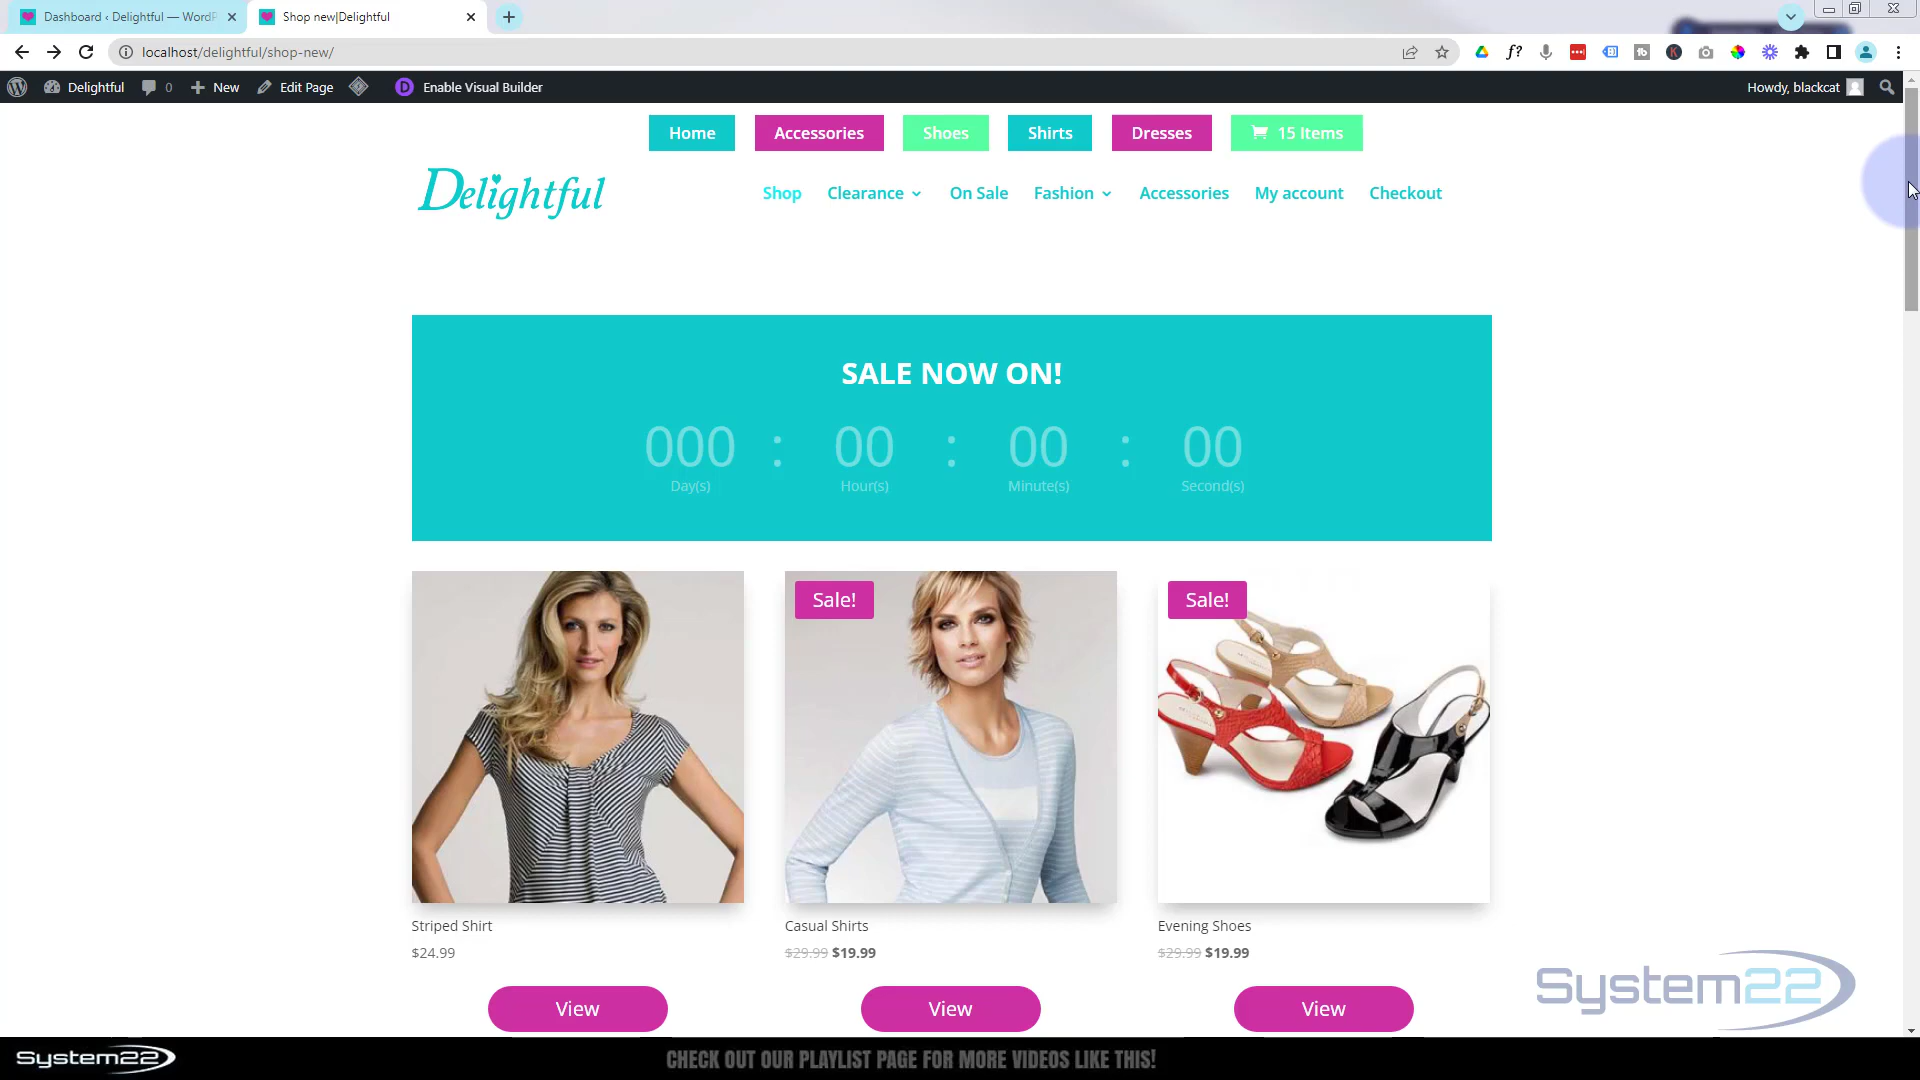 Dashboard ‹ Delightful — WordP
Shop new|Delightful
localhost/delightful/shop-new/
Delightful
0
New
Edit Page
D
Enable Visual Builder
Howdy, blackcat
Home
Accessories
Shoes
Shirts
Dresses
15 Items
Delightful
Shop
Clearance
On Sale
Fashion
Accessories
My account
Checkout
SALE NOW ON!
000 : 00 : 00 : 00
Day(s) Hour(s) Minute(s) Second(s)
Sale!
Sale!
Striped Shirt
$24.99
View
Casual Shirts
$29.99 $19.99
View
Evening Shoes
$29.99 $19.99
View
System22
System22
CHECK OUT OUR PLAYLIST PAGE FOR MORE VIDEOS LIKE THIS!